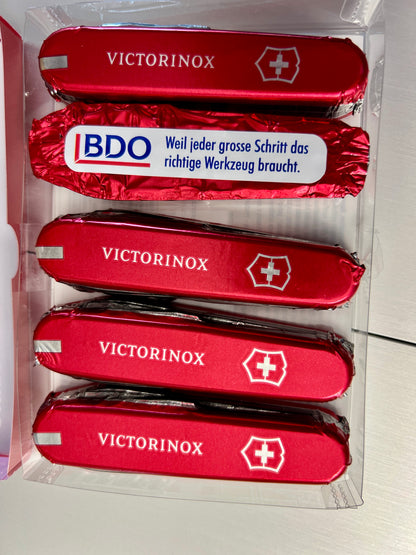 VICTORINOX
BDO
Weil jeder grosse Schritt das
richtige Werkzeug braucht.
VICTORINOX
VICTORINOX
VICTORINOX